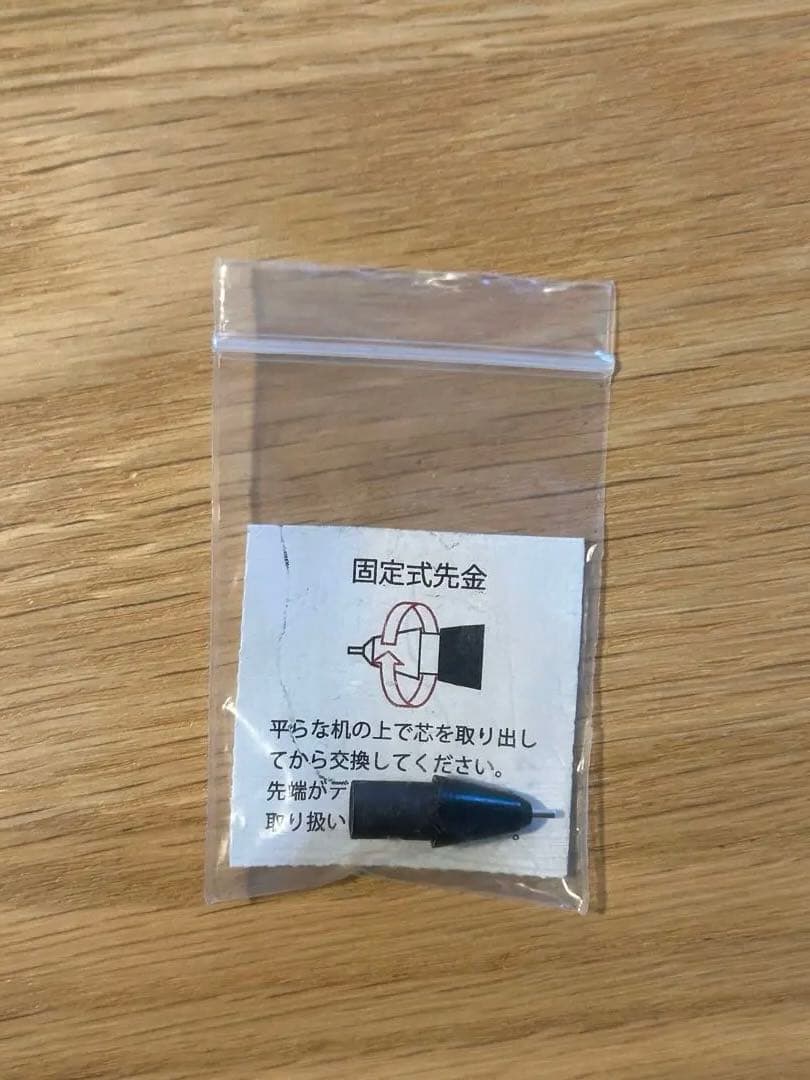 固定式先金
平らな机の上で芯を取り出し
てから交換してください。
先端がデ
取り扱い 。